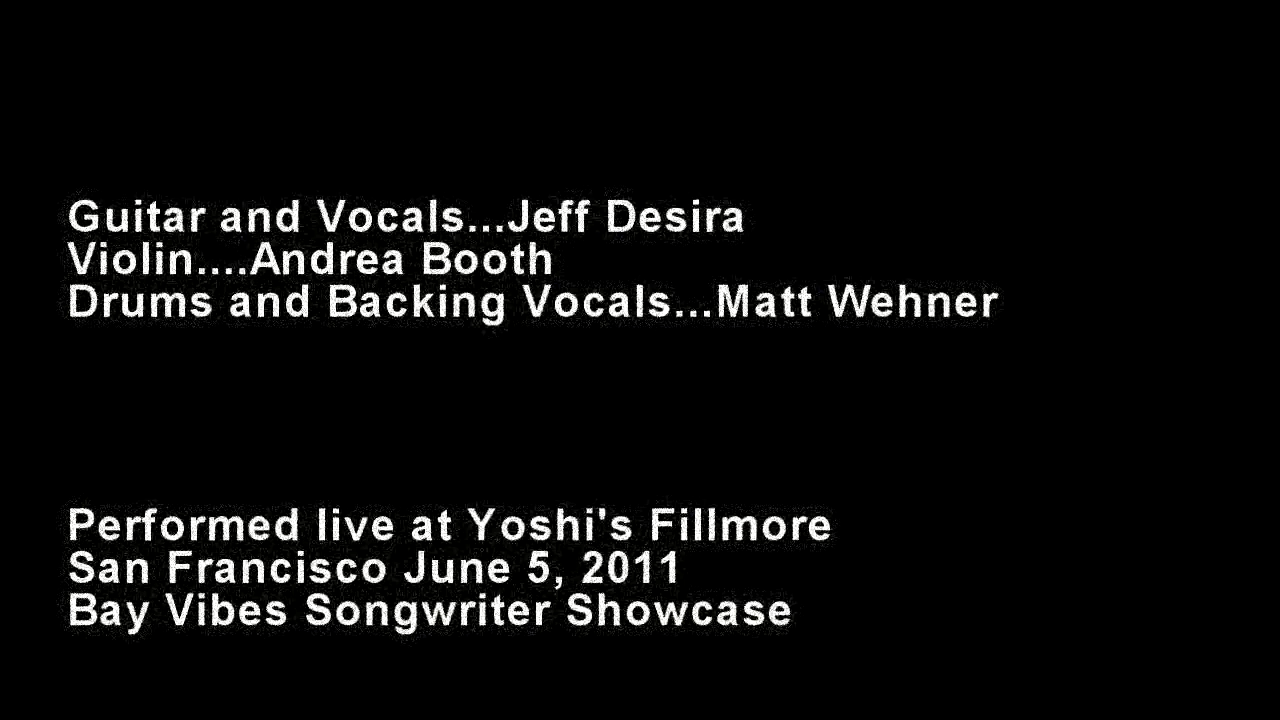 Guitar and Vocals...Jeff Desira
Violin....Andrea Booth
Drums and Backing Vocals...Matt Wehner
Performed live at Yoshi's Fillmore
San Francisco June 5, 2011
Bay Vibes Songwriter Showcase